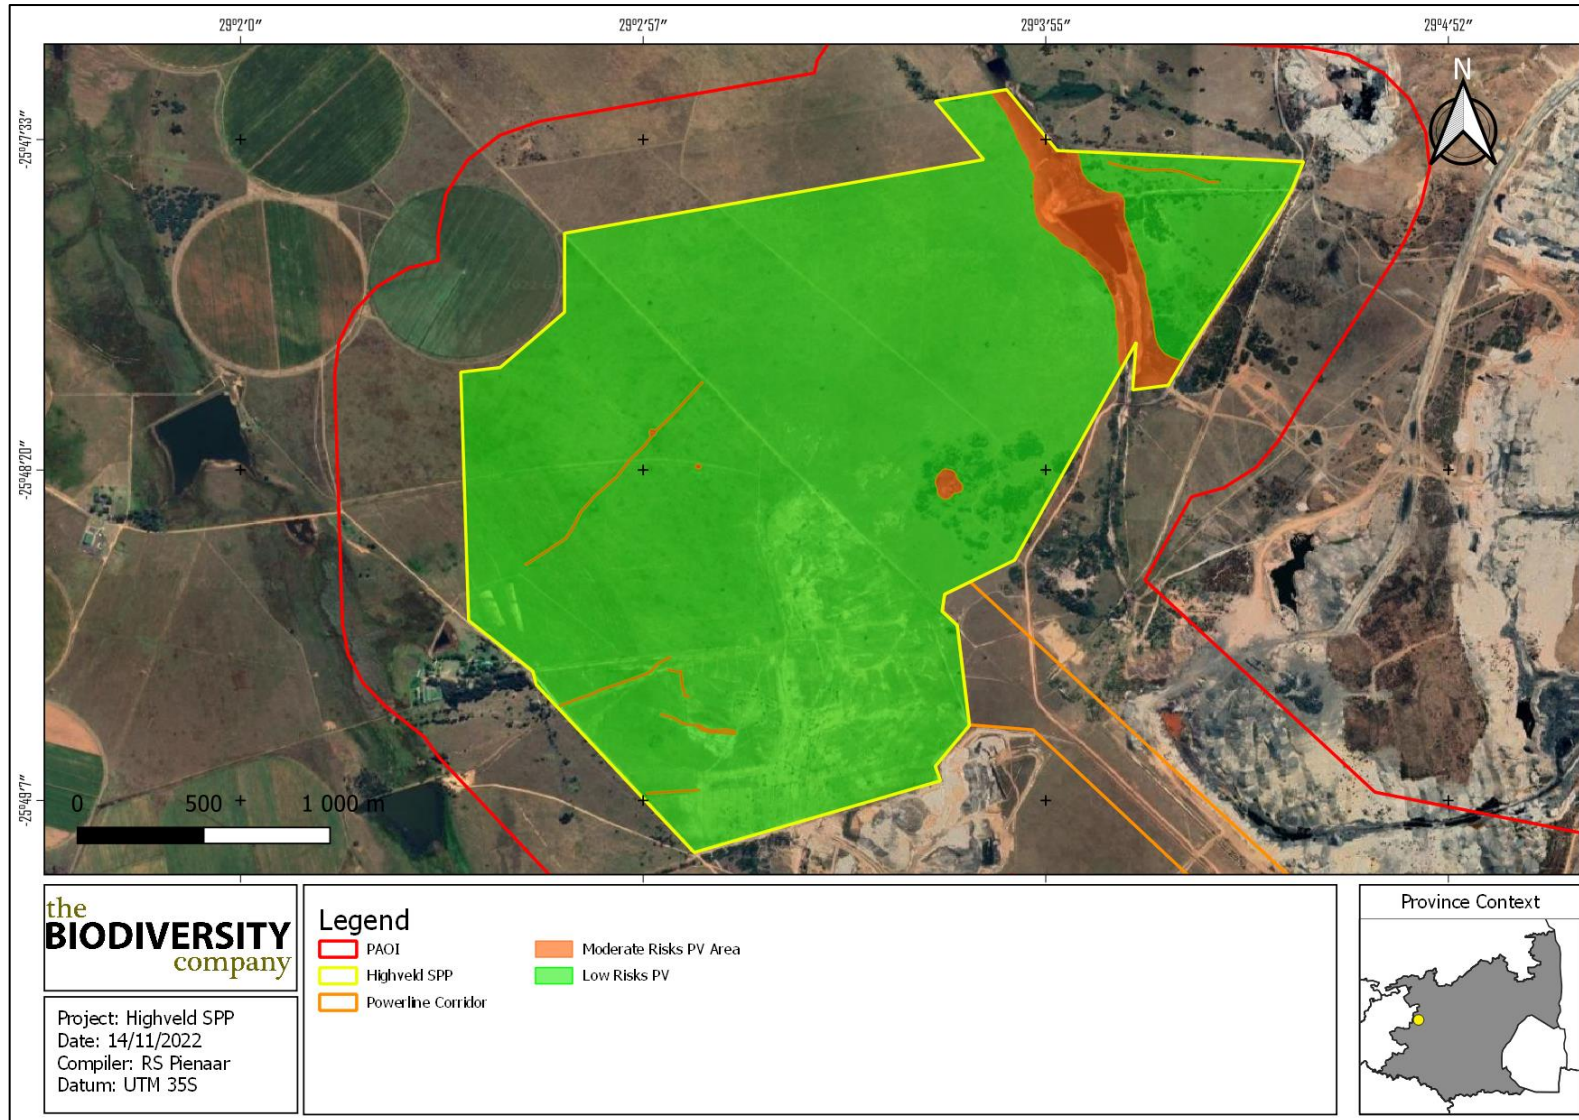 29°2′0″
29°2′57″
29°3′55″
29°4′52″
N
-25°47′33″
-25°48′20″
-25°49′7″
0 500 1 000 m
the
BIODIVERSITY
company
Project: Highveld SPP
Date: 14/11/2022
Compiler: RS Pienaar
Datum: UTM 35S
Legend
PAOI
Highveld SPP
Powerline Corridor
Moderate Risks PV Area
Low Risks PV
Province Context